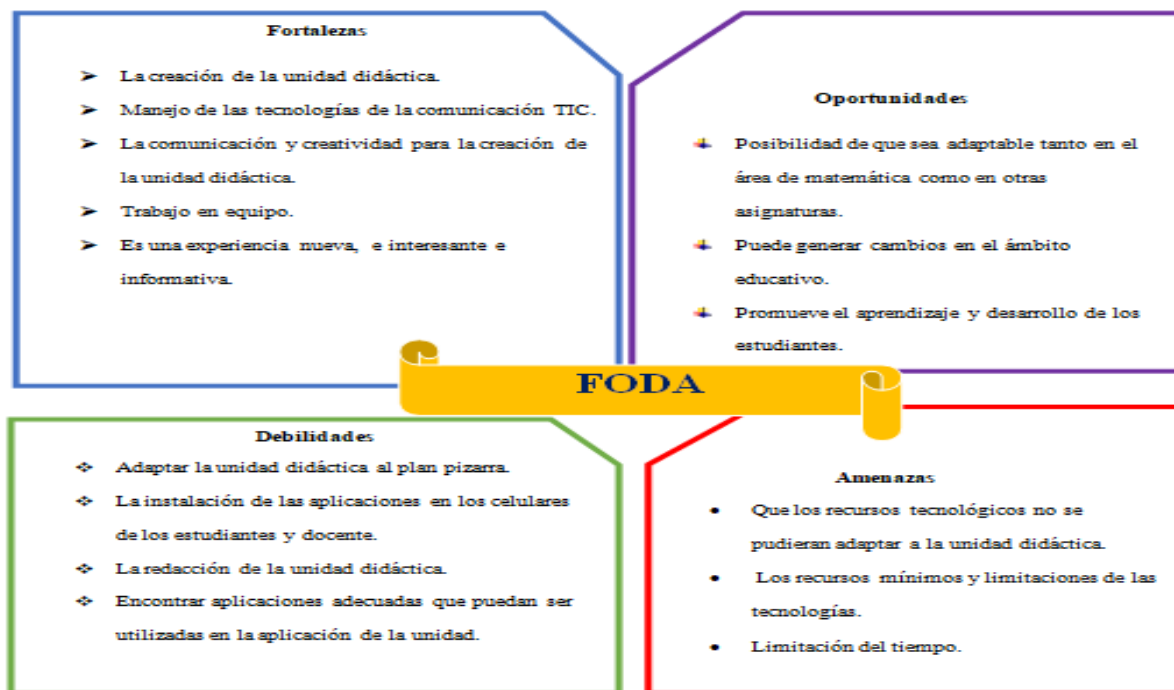 Fortalezas
➤ La creación de la unidad didáctica.
➤ Manejo de las tecnologías de la comunicación TIC.
➤ La comunicación y creatividad para la creación de
la unidad didáctica.
➤ Trabajo en equipo.
➤ Es una experiencia nueva, e interesante e
informativa.
Oportunidades
Posibilidad de que sea adaptable tanto en el
área de matemática como en otras
asignaturas.
Puede generar cambios en el ámbito
educativo.
Promueve el aprendizaje y desarrollo de los
estudiantes.
FODA
Debilidades
❖ Adaptar la unidad didáctica al plan pizarra.
❖ La instalación de las aplicaciones en los celulares
de los estudiantes y docente.
❖ La redacción de la unidad didáctica.
❖ Encontrar aplicaciones adecuadas que puedan ser
utilizadas en la aplicación de la unidad.
Amenazas
• Que los recursos tecnológicos no se
pudieran adaptar a la unidad didáctica.
• Los recursos mínimos y limitaciones de las
tecnologías.
• Limitación del tiempo.